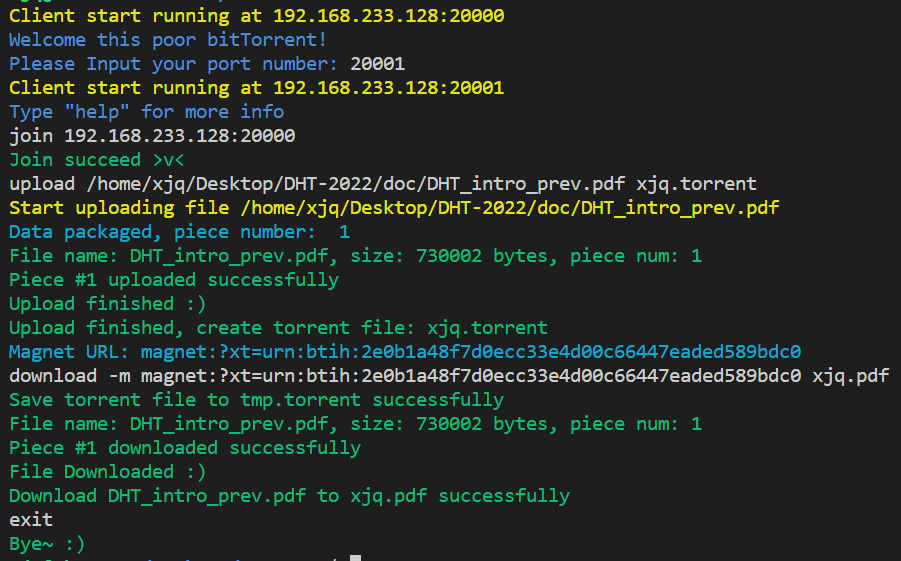 Client start running at 192.168.233.128:20000
Welcome this poor bitTorrent!
Please Input your port number: 20001
Client start running at 192.168.233.128:20001
Type "help" for more info
join 192.168.233.128:20000
Join succeed >v<
upload /home/xjq/Desktop/DHT-2022/doc/DHT_intro_prev.pdf xjq.torrent
Start uploading file /home/xjq/Desktop/DHT-2022/doc/DHT_intro_prev.pdf
Data packaged, piece number:  1
File name: DHT_intro_prev.pdf, size: 730002 bytes, piece num: 1
Piece #1 uploaded successfully
Upload finished :)
Upload finished, create torrent file: xjq.torrent
Magnet URL: magnet:?xt=urn:btih:2e0b1a48f7d0ecc33e4d00c66447eaded589bdc0
download -m magnet:?xt=urn:btih:2e0b1a48f7d0ecc33e4d00c66447eaded589bdc0 xjq.pdf
Save torrent file to tmp.torrent successfully
File name: DHT_intro_prev.pdf, size: 730002 bytes, piece num: 1
Piece #1 downloaded successfully
File Downloaded :)
Download DHT_intro_prev.pdf to xjq.pdf successfully
exit
Bye~ :)